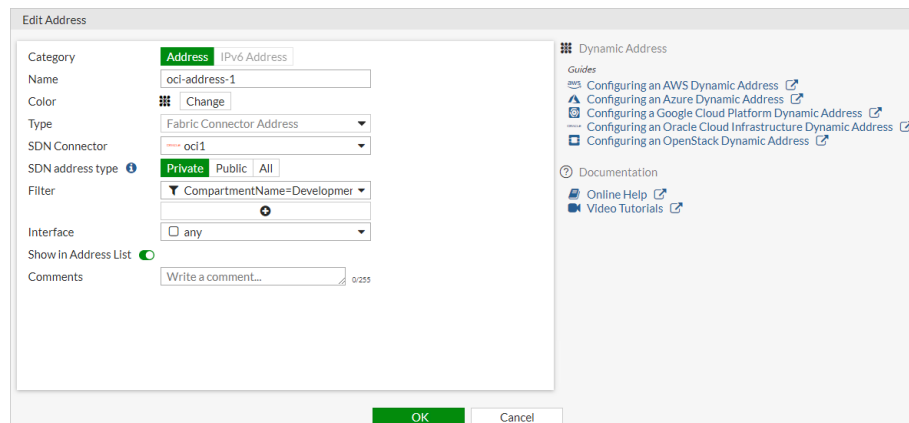 Edit Address
Category Address IPv6 Address
Name oci-address-1
Color Change
Type Fabric Connector Address
SDN Connector oci1
SDN address type Private Public All
Filter CompartmentName=Developmer
Interface any
Show in Address List
Comments Write a comment... 0/255
Dynamic Address
Guides
Configuring an AWS Dynamic Address
Configuring an Azure Dynamic Address
Configuring a Google Cloud Platform Dynamic Address
Configuring an Oracle Cloud Infrastructure Dynamic Address
Configuring an OpenStack Dynamic Address
Documentation
Online Help
Video Tutorials
OK Cancel